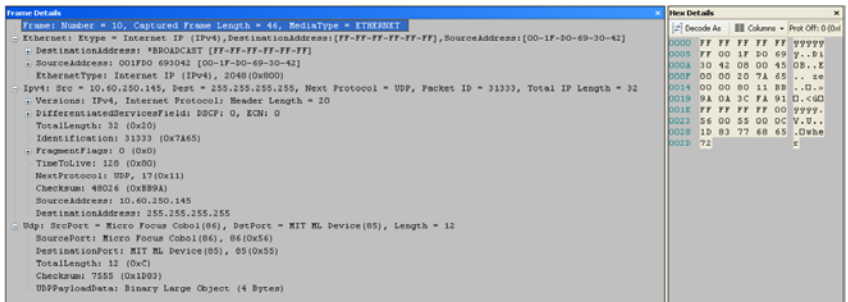 Frame Details
Frame: Number = 10, Captured Frame Length = 46, MediaType = ETHERNET
Ethernet: Etype = Internet IP (IPv4),DestinationAddress:[FF-FF-FF-FF-FF-FF],SourceAddress:[00-1F-D0-69-30-42]
DestinationAddress: *BROADCAST [FF-FF-FF-FF-FF-FF]
SourceAddress: 001FD0 693042 [00-1F-D0-69-30-42]
EthernetType: Internet IP (IPv4), 2048(0x800)
Ipv4: Src = 10.60.250.145, Dest = 255.255.255.255, Next Protocol = UDP, Packet ID = 31333, Total IP Length = 32
Versions: IPv4, Internet Protocol; Header Length = 20
DifferentiatedServicesField: DSCP: 0, ECN: 0
TotalLength: 32 (0x20)
Identification: 31333 (0x7A65)
FragmentFlags: 0 (0x0)
TimeToLive: 128 (0x80)
NextProtocol: UDP, 17(0x11)
Checksum: 48026 (0xBB9A)
SourceAddress: 10.60.250.145
DestinationAddress: 255.255.255.255
Udp: SrcPort = Micro Focus Cobol(86), DstPort = MIT ML Device(85), Length = 12
SourcePort: Micro Focus Cobol(86), 86(0x56)
DestinationPort: MIT ML Device(85), 85(0x55)
TotalLength: 12 (0xC)
Checksum: 7555 (0x1D83)
UDPPayloadData: Binary Large Object (4 Bytes)
Hex Details
Decode As Columns Prot Off: 0 (0x
0000 FF FF FF FF FF ÿÿÿÿÿ
0005 FF 00 1F D0 69 ÿ..Ði
000A 30 42 08 00 45 0B..E
000F 00 00 20 7A 65 .. ze
0014 00 00 80 11 BB
0019 9A 0A 3C FA 91
001E FF FF FF FF 00 ÿÿÿÿ.
0023 56 00 55 00 0C V.U..
0028 1D 83 77 68 65 whe
002D 72 r